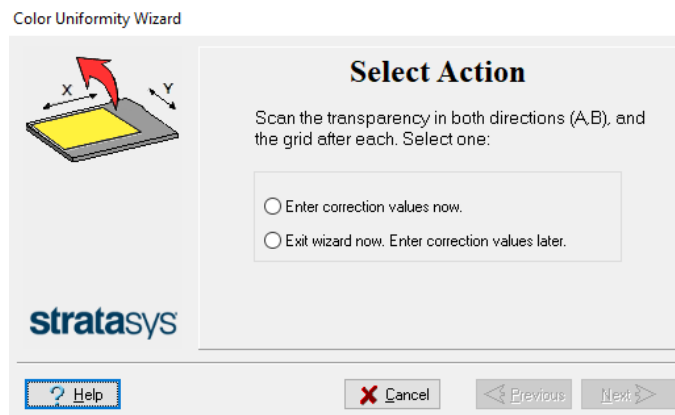 Color Uniformity Wizard
X
Y
Select Action
Scan the transparency in both directions (A,B), and
the grid after each. Select one:
Enter correction values now.
Exit wizard now. Enter correction values later.
stratasys
? Help
Cancel
Previous
Next